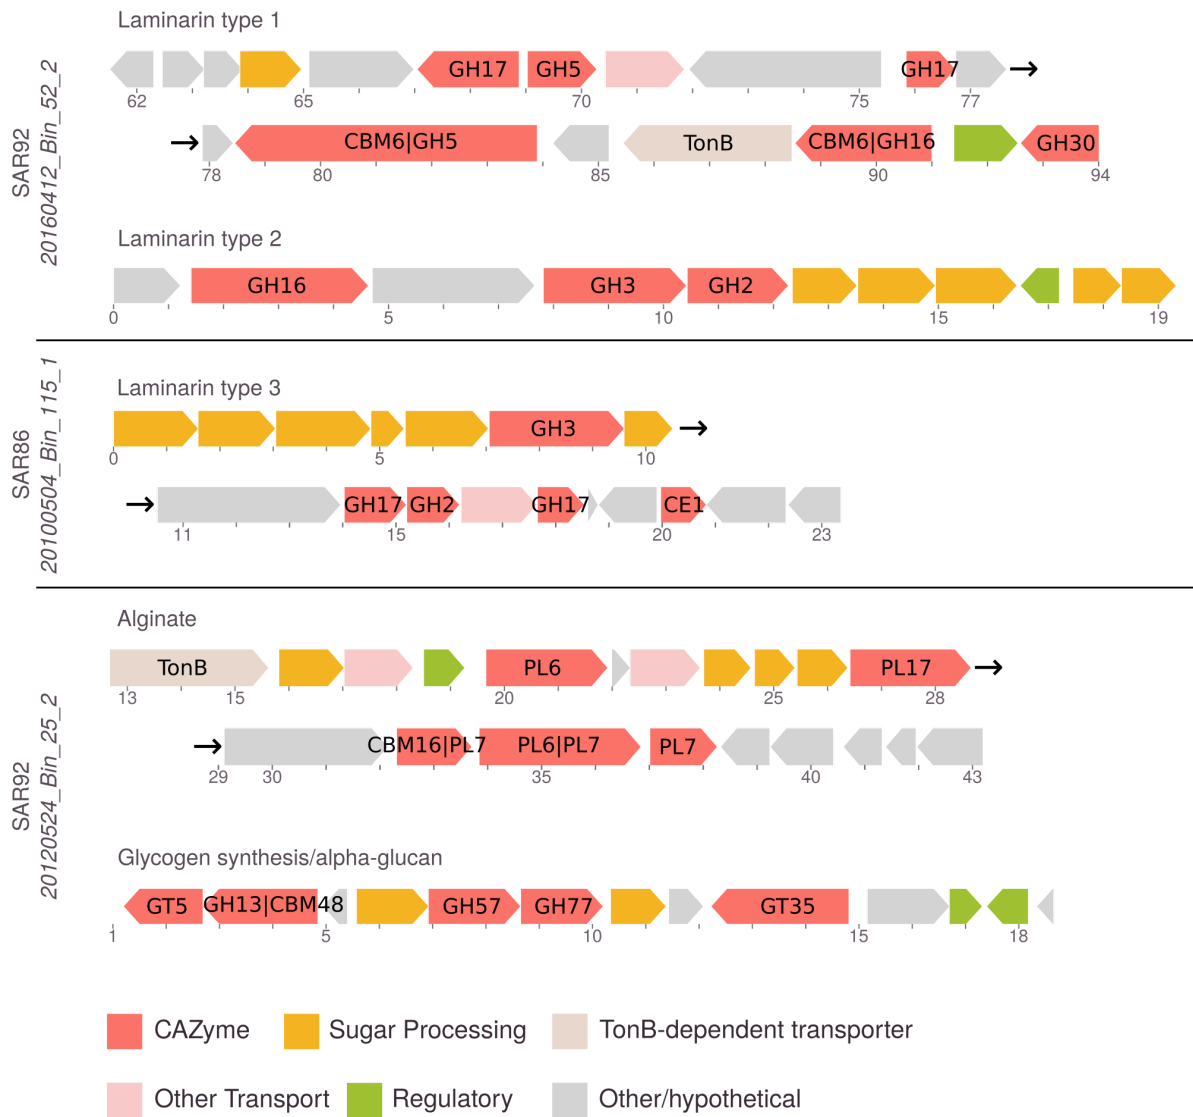 Laminarin type 1
GH17 GH5 GH17
62 65 70 75 77
CBM6|GH5 TonB CBM6|GH16 GH30
78 80 85 90 94
SAR92
20160412_Bin_52_2
Laminarin type 2
GH16 GH3 GH2
0 5 10 15 19
Laminarin type 3
GH3
0 5 10
GH17 GH2 GH17 CE1
11 15 20 23
SAR86
20100504_Bin_115_1
Alginate
TonB PL6 PL17
13 15 20 25 28
CBM16|PL7 PL6|PL7 PL7
29 30 35 40 43
SAR92
20120524_Bin_25_2
Glycogen synthesis/alpha-glucan
GT5 GH13|CBM48 GH57 GH77 GT35
1 5 10 15 18
CAZyme Sugar Processing TonB-dependent transporter
Other Transport Regulatory Other/hypothetical